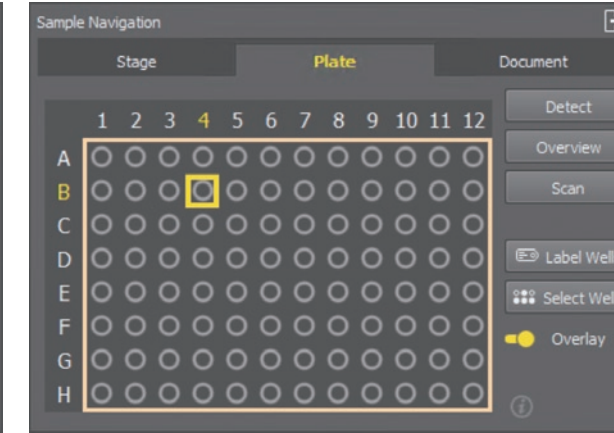 Sample Navigation
Stage Plate Document
1 2 3 4 5 6 7 8 9 10 11 12
Detect
Overview
A
B
Scan
C
D
Label Well
E
Select Wel
F
Overlay
G
H